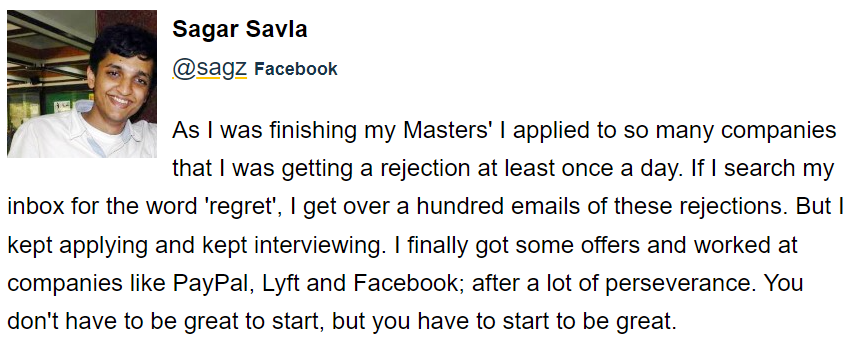 Sagar Savla
@sagz Facebook
As I was finishing my Masters' I applied to so many companies
that I was getting a rejection at least once a day. If I search my
inbox for the word 'regret', I get over a hundred emails of these rejections. But I
kept applying and kept interviewing. I finally got some offers and worked at
companies like PayPal, Lyft and Facebook; after a lot of perseverance. You
don't have to be great to start, but you have to start to be great.